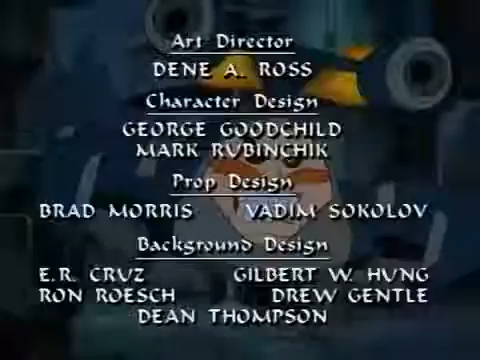 Art Director
DENE A. ROSS
Character Design
GEORGE GOODCHILD
MARK RUBINCHIK
Prop Design
BRAD MORRIS VADIM SOKOLOV
Background Design
E.R. CRUZ GILBERT W. HUNG
RON ROESCH DREW GENTLE
DEAN THOMPSON